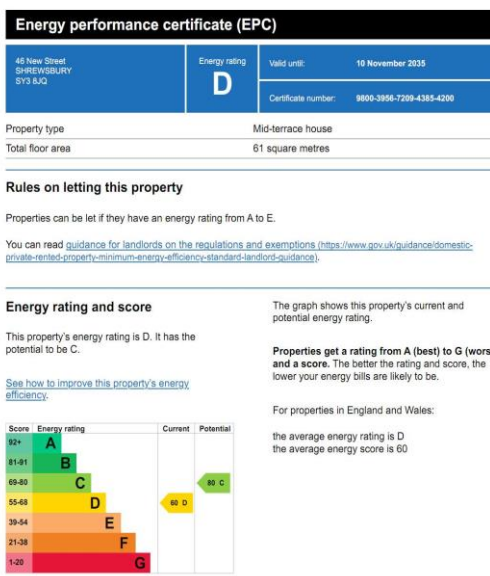 Energy performance certificate (EPC)
46 New Street
SHREWSBURY
SY3 8JQ
Energy rating
D
Valid until:
10 November 2035
Certificate number:
9800-3956-7209-4385-4200
Property type
Mid-terrace house
Total floor area
61 square metres
Rules on letting this property
Properties can be let if they have an energy rating from A to E.
You can read guidance for landlords on the regulations and exemptions (https://www.gov.uk/guidance/domestic-
private-rented-property-minimum-energy-efficiency-standard-landlord-guidance).
Energy rating and score
This property's energy rating is D. It has the
potential to be C.
See how to improve this property's energy
efficiency.
Score Energy rating Current Potential
92+ A
81-91 B
69-80 C 80 C
55-68 D 60 D
39-54 E
21-38 F
1-20 G
The graph shows this property's current and
potential energy rating.
Properties get a rating from A (best) to G (wors
and a score. The better the rating and score, the
lower your energy bills are likely to be.
For properties in England and Wales:
the average energy rating is D
the average energy score is 60